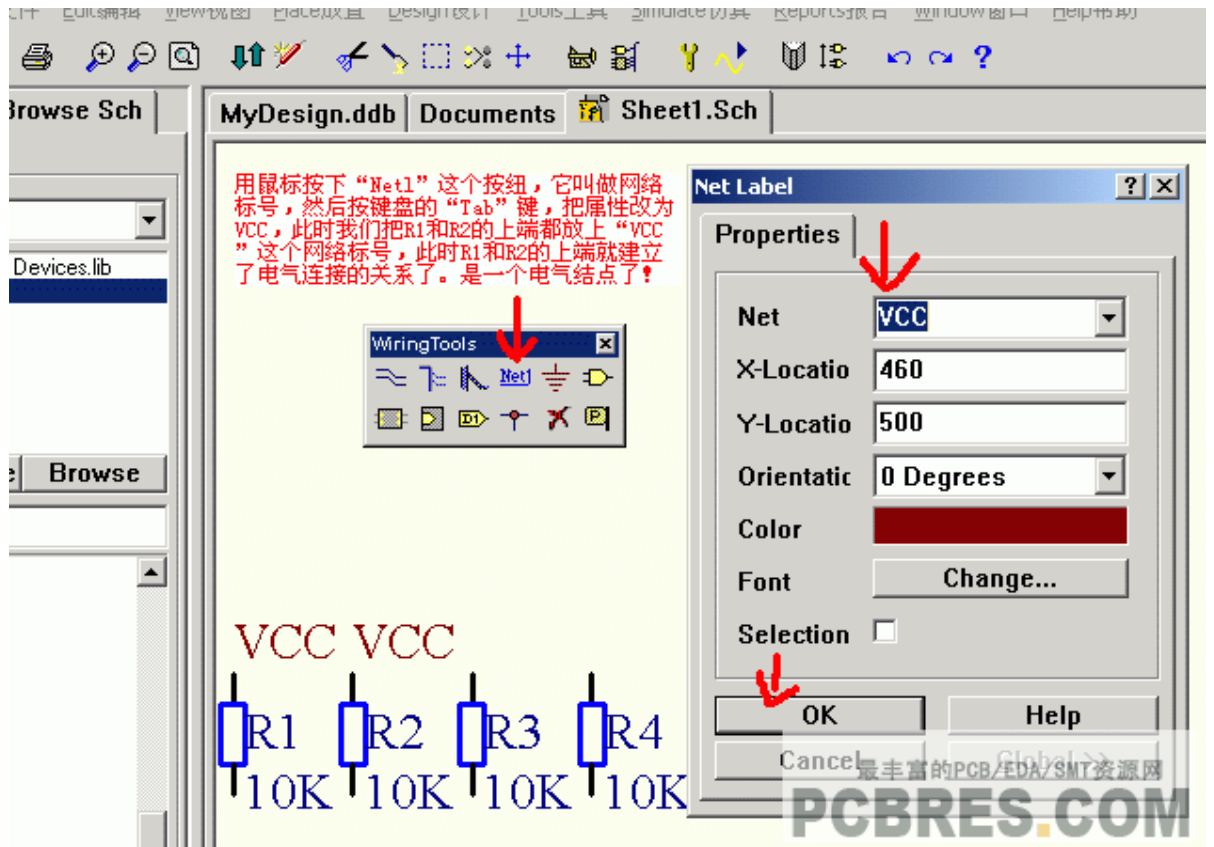 Edit编辑 View视图 Place放置 Design设计 Tools工具 Simulate仿真 Reports报告 Window窗口 Help帮助
Browse Sch
MyDesign.ddb Documents Sheet1.Sch
用鼠标按下“Net1”这个按纽，它叫做网络
标号，然后按键盘的“Tab”键，把属性改为
VCC，此时我们把R1和R2的上端都放上“VCC
”这个网络标号，此时R1和R2的上端就建立
了电气连接的关系了。是一个电气结点了！
Devices.lib
Browse
WiringTools
Net1
D1
P
VCC VCC
R1 R2 R3 R4
10K 10K 10K 10K
Net Label
Properties
Net VCC
X-Locatio 460
Y-Locatio 500
Orientatic 0 Degrees
Color
Font Change...
Selection
OK Help
Cancel Global >>
最丰富的PCB/EDA/SMT资源网
PCBRES.COM